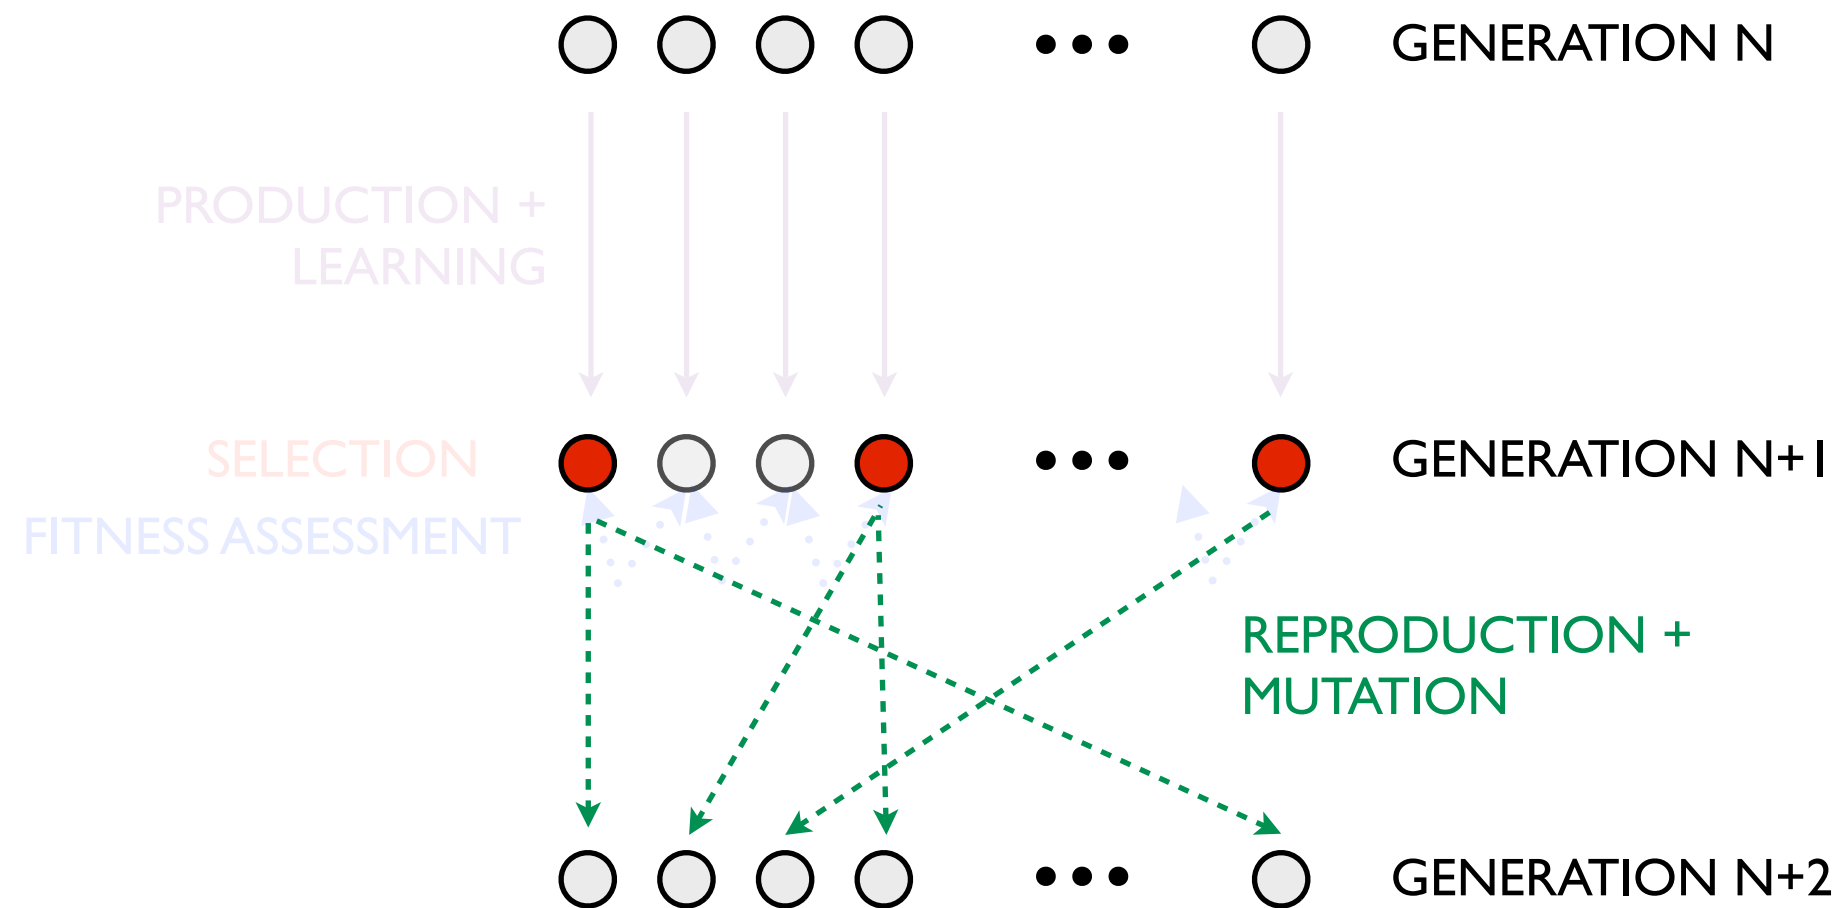 GENERATION N
PRODUCTION +
LEARNING
SELECTION
GENERATION N+1
FITNESS ASSESSMENT
REPRODUCTION +
MUTATION
GENERATION N+2